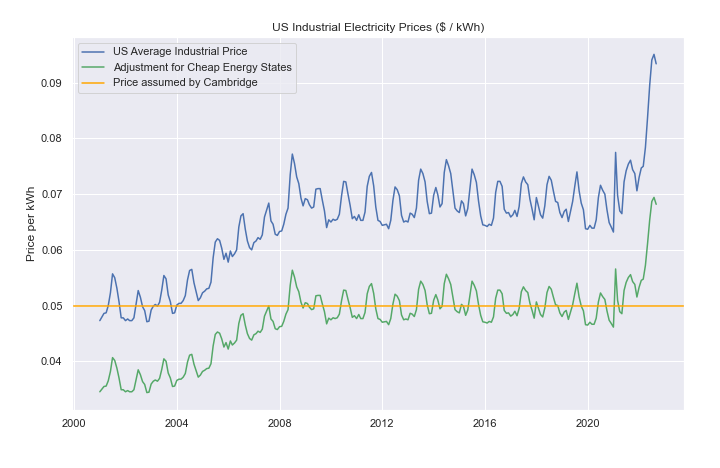 US Industrial Electricity Prices ($ / kWh)
US Average Industrial Price
Adjustment for Cheap Energy States
Price assumed by Cambridge
Price per kWh
0.09
0.08
0.07
0.06
0.05
0.04
2000
2004
2008
2012
2016
2020